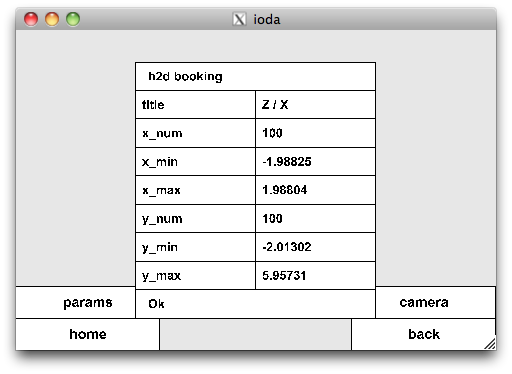 ioda
h2d booking
title Z / X
x_num 100
x_min -1.98825
x_max 1.98804
y_num 100
y_min -2.01302
y_max 5.95731
params Ok camera
home back